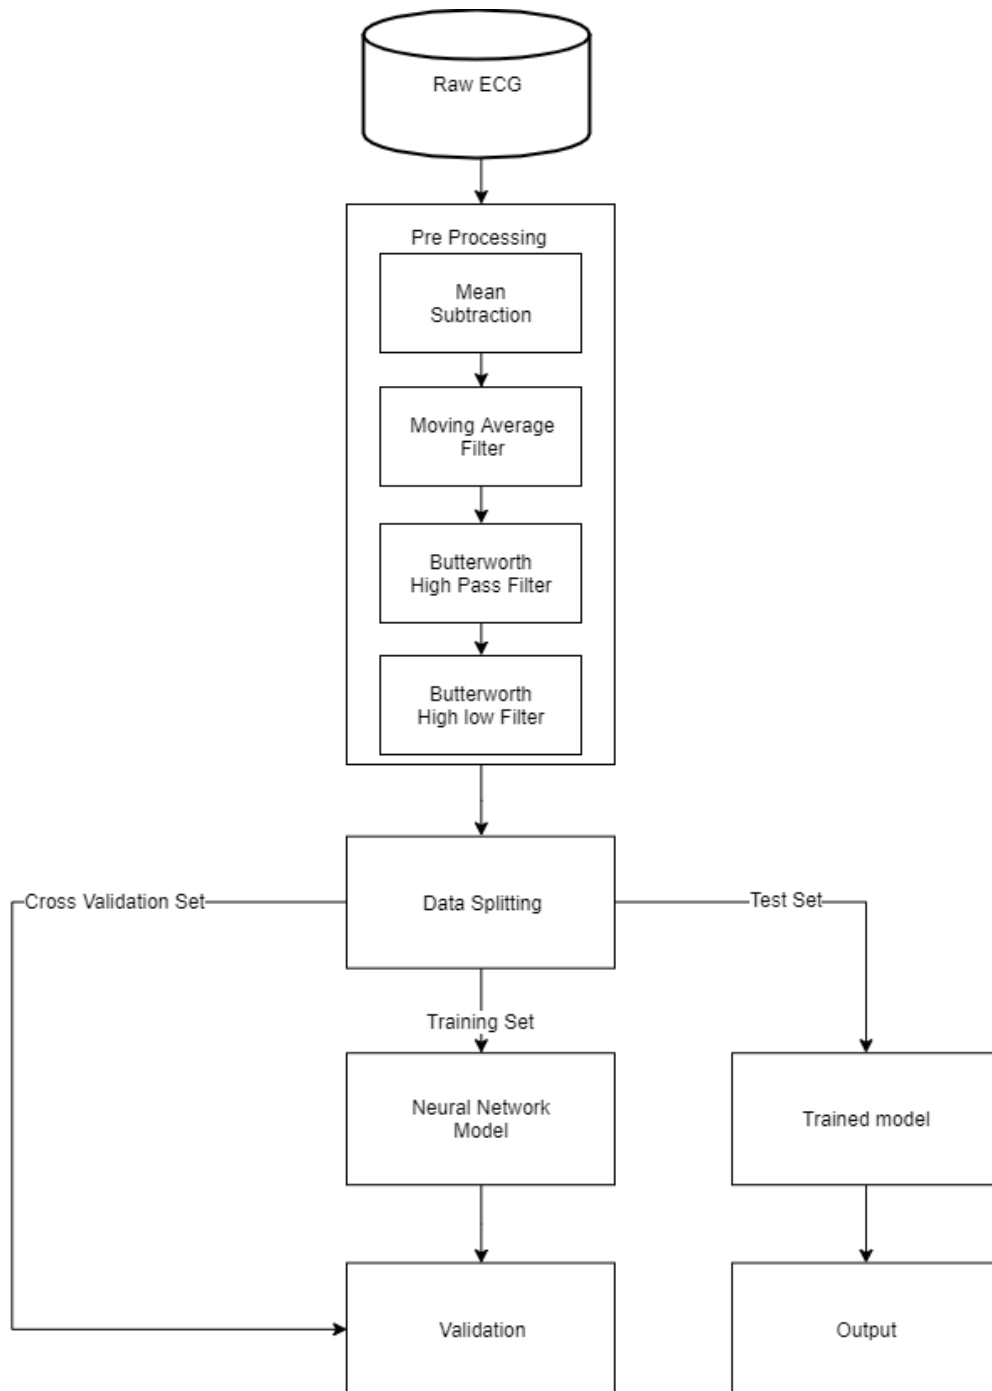 Raw ECG
Pre Processing
Mean
Subtraction
Moving Average
Filter
Butterworth
High Pass Filter
Butterworth
High low Filter
Cross Validation Set
Data Splitting
Test Set
Training Set
Neural Network
Model
Trained model
Validation
Output